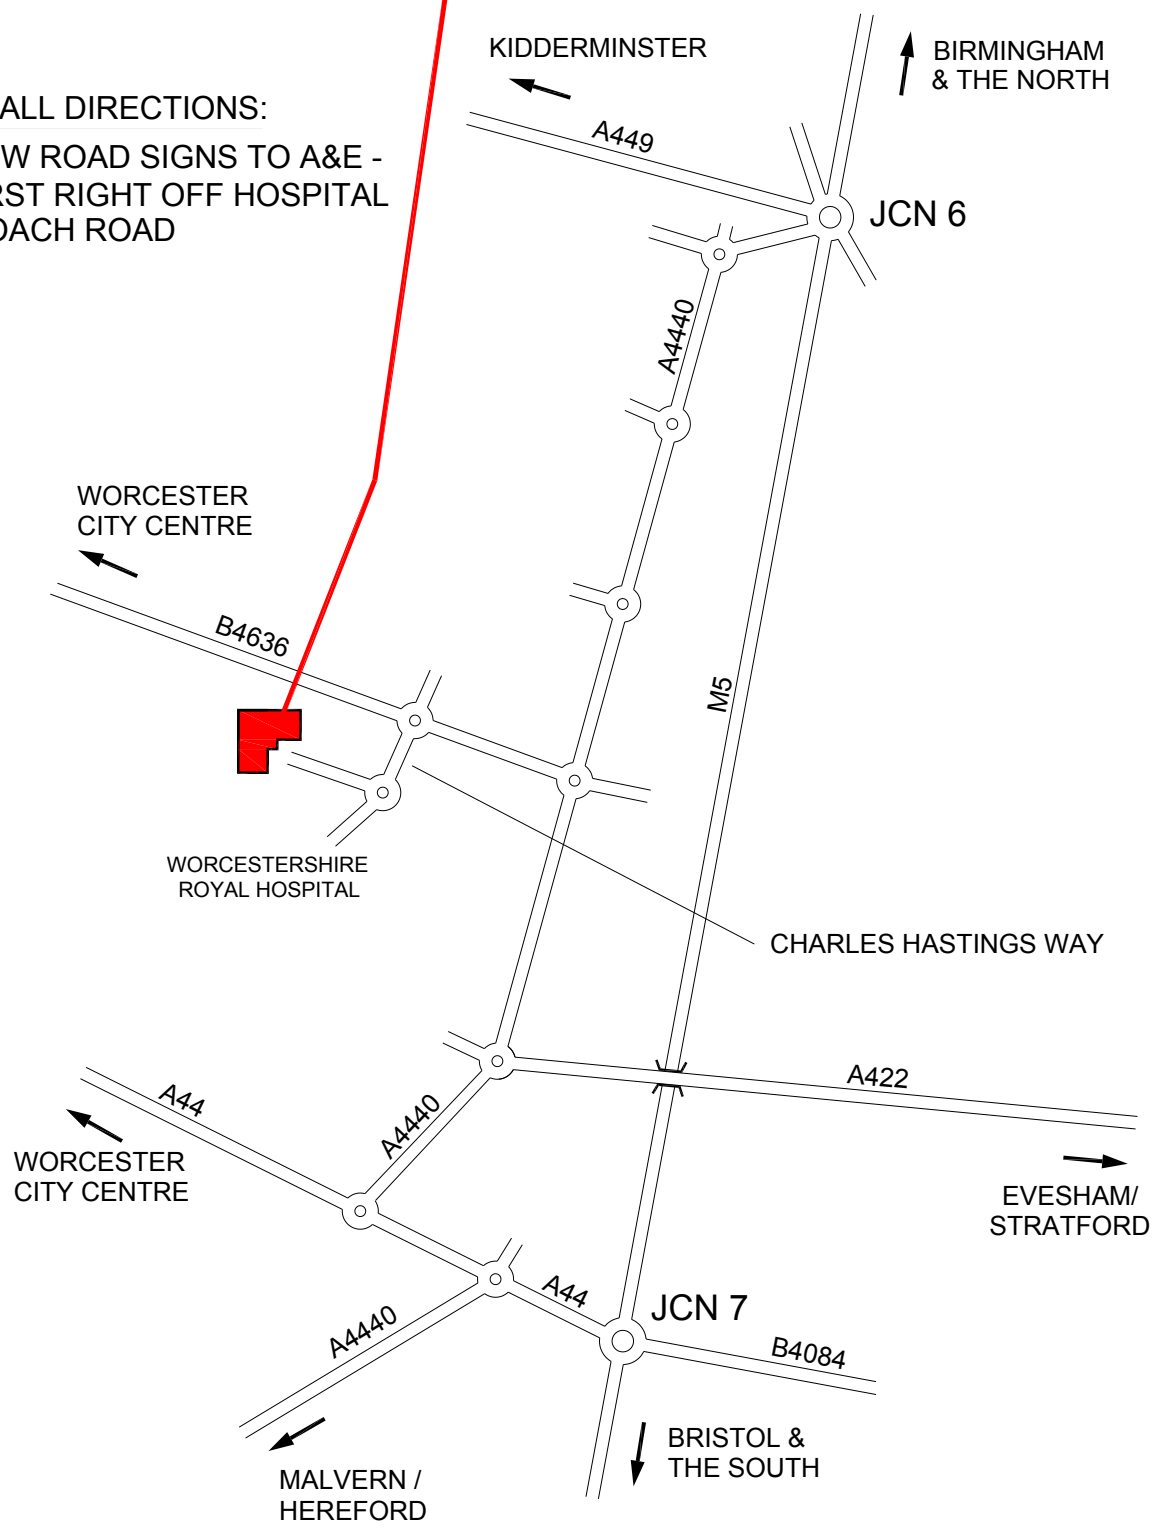 KIDDERMINSTER
BIRMINGHAM
& THE NORTH
ALL DIRECTIONS:
W ROAD SIGNS TO A&E -
RST RIGHT OFF HOSPITAL
OACH ROAD
A449
JCN 6
A4440
WORCESTER
CITY CENTRE
B4636
M5
WORCESTERSHIRE
ROYAL HOSPITAL
CHARLES HASTINGS WAY
A422
A44
A4440
WORCESTER
CITY CENTRE
EVESHAM/
STRATFORD
A44
JCN 7
A4440
B4084
BRISTOL &
THE SOUTH
MALVERN /
HEREFORD